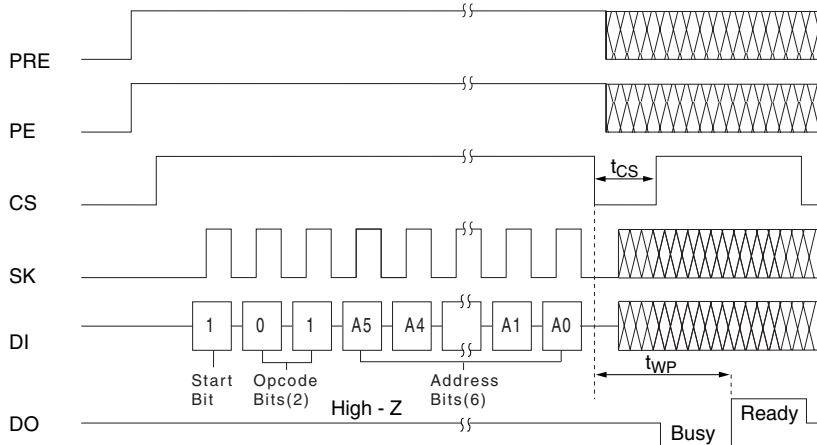 PRE
PE
CS
tCS
SK
DI
1 0 1 A5 A4 A1 A0
Start Bit
Opcode Bits(2)
Address Bits(6)
tWP
DO
High - Z
Busy
Ready